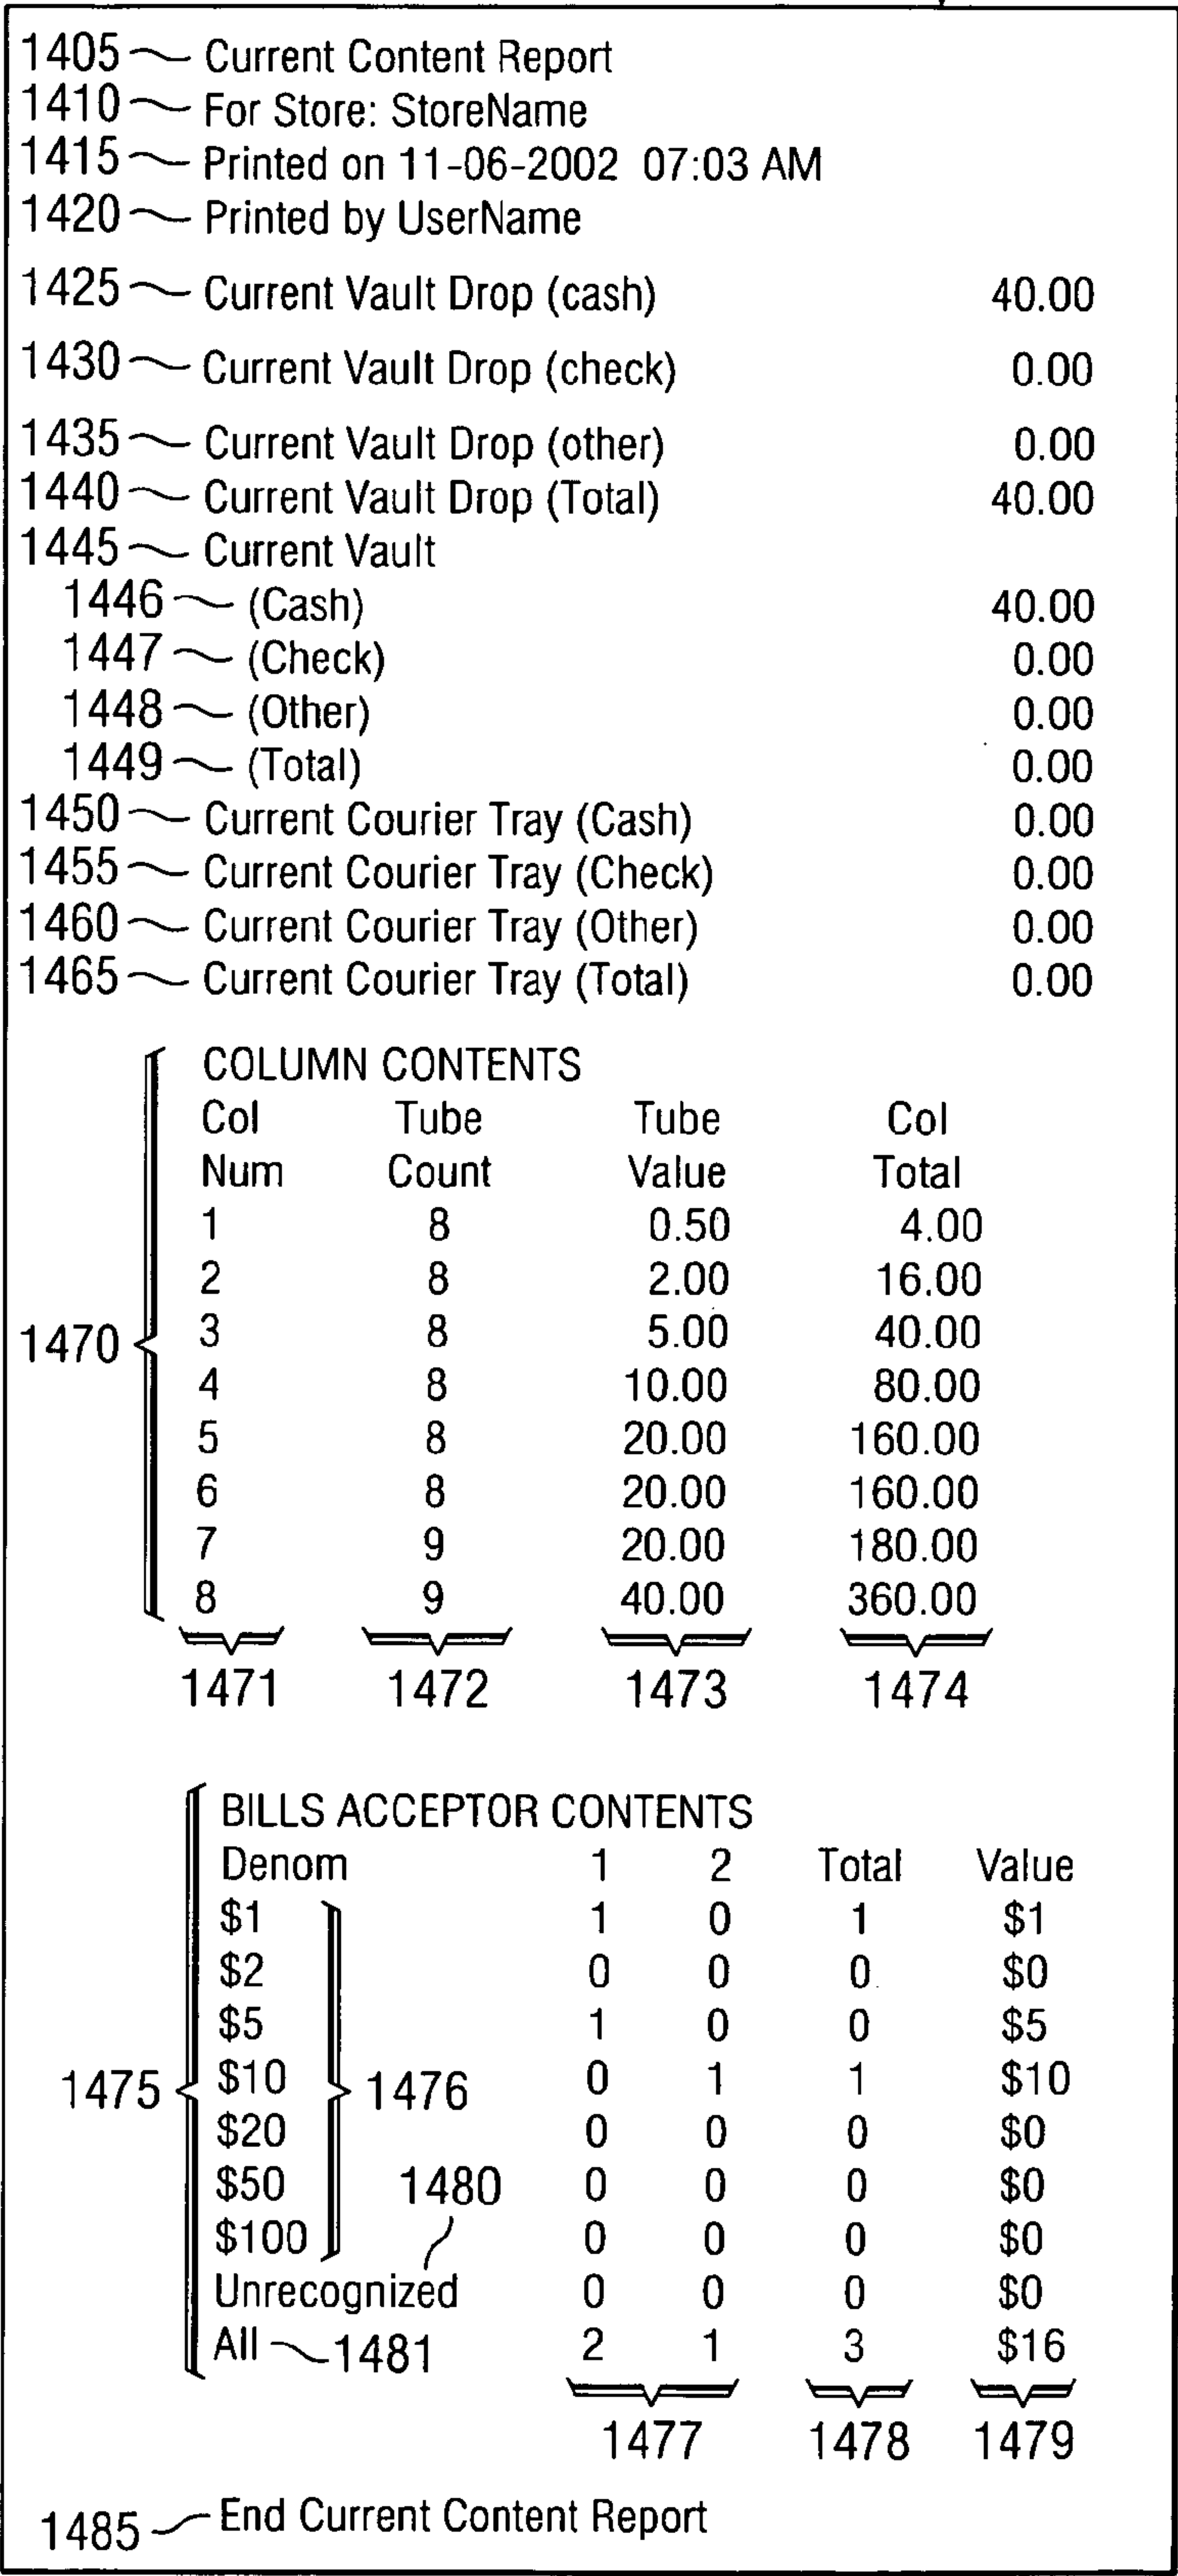 1405 Current Content Report
1410 For Store: StoreName
1415 Printed on 11-06-2002 07:03 AM
1420 Printed by UserName
1425 Current Vault Drop (cash) 40.00
1430 Current Vault Drop (check) 0.00
1435 Current Vault Drop (other) 0.00
1440 Current Vault Drop (Total) 40.00
1445 Current Vault
1446 (Cash) 40.00
1447 (Check) 0.00
1448 (Other) 0.00
1449 (Total) 0.00
1450 Current Courier Tray (Cash) 0.00
1455 Current Courier Tray (Check) 0.00
1460 Current Courier Tray (Other) 0.00
1465 Current Courier Tray (Total) 0.00
COLUMN CONTENTS
Col Tube Tube Col
Num Count Value Total
1 8 0.50 4.00
2 8 2.00 16.00
1470 3 8 5.00 40.00
4 8 10.00 80.00
5 8 20.00 160.00
6 8 20.00 160.00
7 9 20.00 180.00
8 9 40.00 360.00
1471 1472 1473 1474
BILLS ACCEPTOR CONTENTS
Denom 1 2 Total Value
$1 1 0 1 $1
$2 0 0 0 $0
$5 1 0 0 $5
1475 $10 1476 0 1 1 $10
$20 0 0 0 $0
$50 1480 0 0 0 $0
$100 0 0 0 $0
Unrecognized 0 0 0 $0
All 1481 2 1 3 $16
1477 1478 1479
1485 End Current Content Report